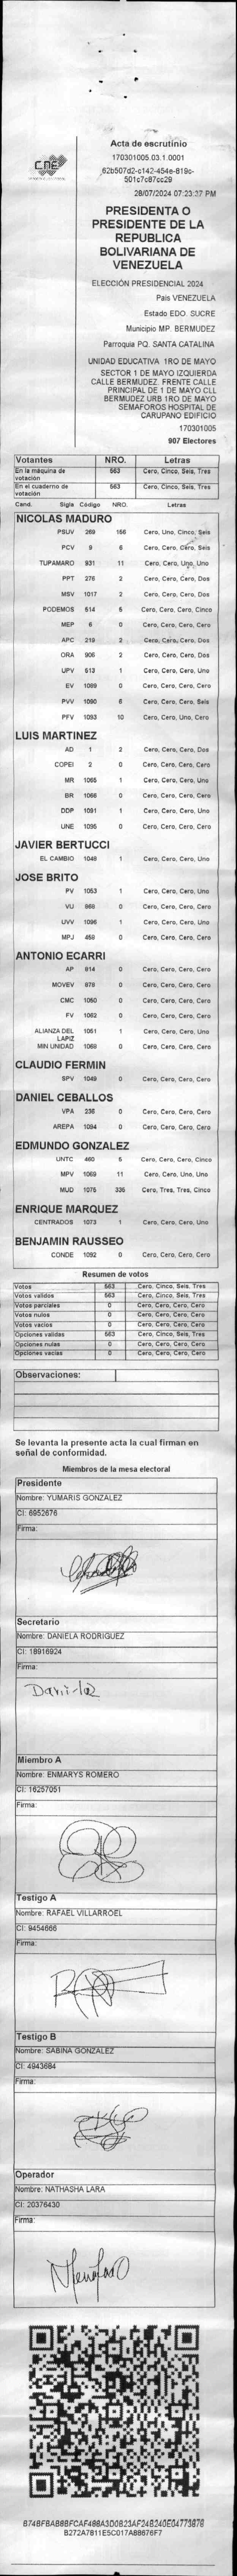 CNE
Acta de escrutinio
170301005.03.1.0001
62b507d2-c142-454e-819c-
501c7c87cc29
28/07/2024 07:23:27 PM
PRESIDENTA O
PRESIDENTE DE LA
REPUBLICA
BOLIVARIANA DE
VENEZUELA
ELECCIÓN PRESIDENCIAL 2024
País VENEZUELA
Estado EDO. SUCRE
Municipio MP. BERMUDEZ
Parroquia PQ. SANTA CATALINA
UNIDAD EDUCATIVA 1RO DE MAYO
SECTOR 1 DE MAYO IZQUIERDA
CALLE BERMUDEZ. FRENTE CALLE
PRINCIPAL DE 1 DE MAYO CLL
BERMUDEZ URB 1RO DE MAYO
SEMAFOROS HOSPITAL DE
CARUPANO EDIFICIO
170301005
907 Electores
Votantes NRO. Letras
En la máquina de votación 563 Cero, Cinco, Seis, Tres
En el cuaderno de votación 563 Cero, Cinco, Seis, Tres
Cand. Sigla Código NRO. Letras
NICOLAS MADURO
PSUV 269 156 Cero, Uno, Cinco, Seis
PCV 9 6 Cero, Cero, Cero, Seis
TUPAMARO 931 11 Cero, Cero, Uno, Uno
PPT 276 2 Cero, Cero, Cero, Dos
MSV 1017 2 Cero, Cero, Cero, Dos
PODEMOS 514 5 Cero, Cero, Cero, Cinco
MEP 6 0 Cero, Cero, Cero, Cero
APC 219 2 Cero, Cero, Cero, Dos
ORA 906 2 Cero, Cero, Cero, Dos
UPV 613 1 Cero, Cero, Cero, Uno
EV 1089 0 Cero, Cero, Cero, Cero
PVV 1090 6 Cero, Cero, Cero, Seis
PFV 1093 10 Cero, Cero, Uno, Cero
LUIS MARTINEZ
AD 1 2 Cero, Cero, Cero, Dos
COPEI 2 0 Cero, Cero, Cero, Cero
MR 1065 1 Cero, Cero, Cero, Uno
BR 1066 0 Cero, Cero, Cero, Cero
DDP 1091 1 Cero, Cero, Cero, Uno
UNE 1095 0 Cero, Cero, Cero, Cero
JAVIER BERTUCCI
EL CAMBIO 1048 1 Cero, Cero, Cero, Uno
JOSE BRITO
PV 1053 1 Cero, Cero, Cero, Uno
VU 869 0 Cero, Cero, Cero, Cero
UVV 1096 1 Cero, Cero, Cero, Uno
MPJ 459 0 Cero, Cero, Cero, Cero
ANTONIO ECARRI
AP 914 0 Cero, Cero, Cero, Cero
MOVEV 978 0 Cero, Cero, Cero, Cero
CMC 1050 0 Cero, Cero, Cero, Cero
FV 1062 0 Cero, Cero, Cero, Cero
ALIANZA DEL LAPIZ 1051 1 Cero, Cero, Cero, Uno
MIN UNIDAD 1069 0 Cero, Cero, Cero, Cero
CLAUDIO FERMIN
SPV 1049 0 Cero, Cero, Cero, Cero
DANIEL CEBALLOS
VPA 236 0 Cero, Cero, Cero, Cero
AREPA 1094 0 Cero, Cero, Cero, Cero
EDMUNDO GONZALEZ
UNTC 460 5 Cero, Cero, Cero, Cinco
MPV 1069 11 Cero, Cero, Uno, Uno
MUD 1075 335 Cero, Tres, Tres, Cinco
ENRIQUE MARQUEZ
CENTRADOS 1073 1 Cero, Cero, Cero, Uno
BENJAMIN RAUSSEO
CONDE 1092 0 Cero, Cero, Cero, Cero
Resumen de votos
Votos 563 Cero, Cinco, Seis, Tres
Votos validos 563 Cero, Cinco, Seis, Tres
Votos parciales 0 Cero, Cero, Cero, Cero
Votos nulos 0 Cero, Cero, Cero, Cero
Votos vacios 0 Cero, Cero, Cero, Cero
Opciones validas 563 Cero, Cinco, Seis, Tres
Opciones nulas 0 Cero, Cero, Cero, Cero
Opciones vacias 0 Cero, Cero, Cero, Cero
Observaciones:
Se levanta la presente acta la cual firman en
señal de conformidad.
Miembros de la mesa electoral
Presidente
Nombre: YUMARIS GONZALEZ
CI: 6952676
Firma:
Secretario
Nombre: DANIELA RODRIGUEZ
CI: 18916924
Firma:
Miembro A
Nombre: ENMARYS ROMERO
CI: 16257051
Firma:
Testigo A
Nombre: RAFAEL VILLARROEL
CI: 9454666
Firma:
Testigo B
Nombre: SABINA GONZALEZ
CI: 4943684
Firma:
Operador
Nombre: NATHASHA LARA
CI: 20376430
Firma:
B272A7811E5C017AB8876F7